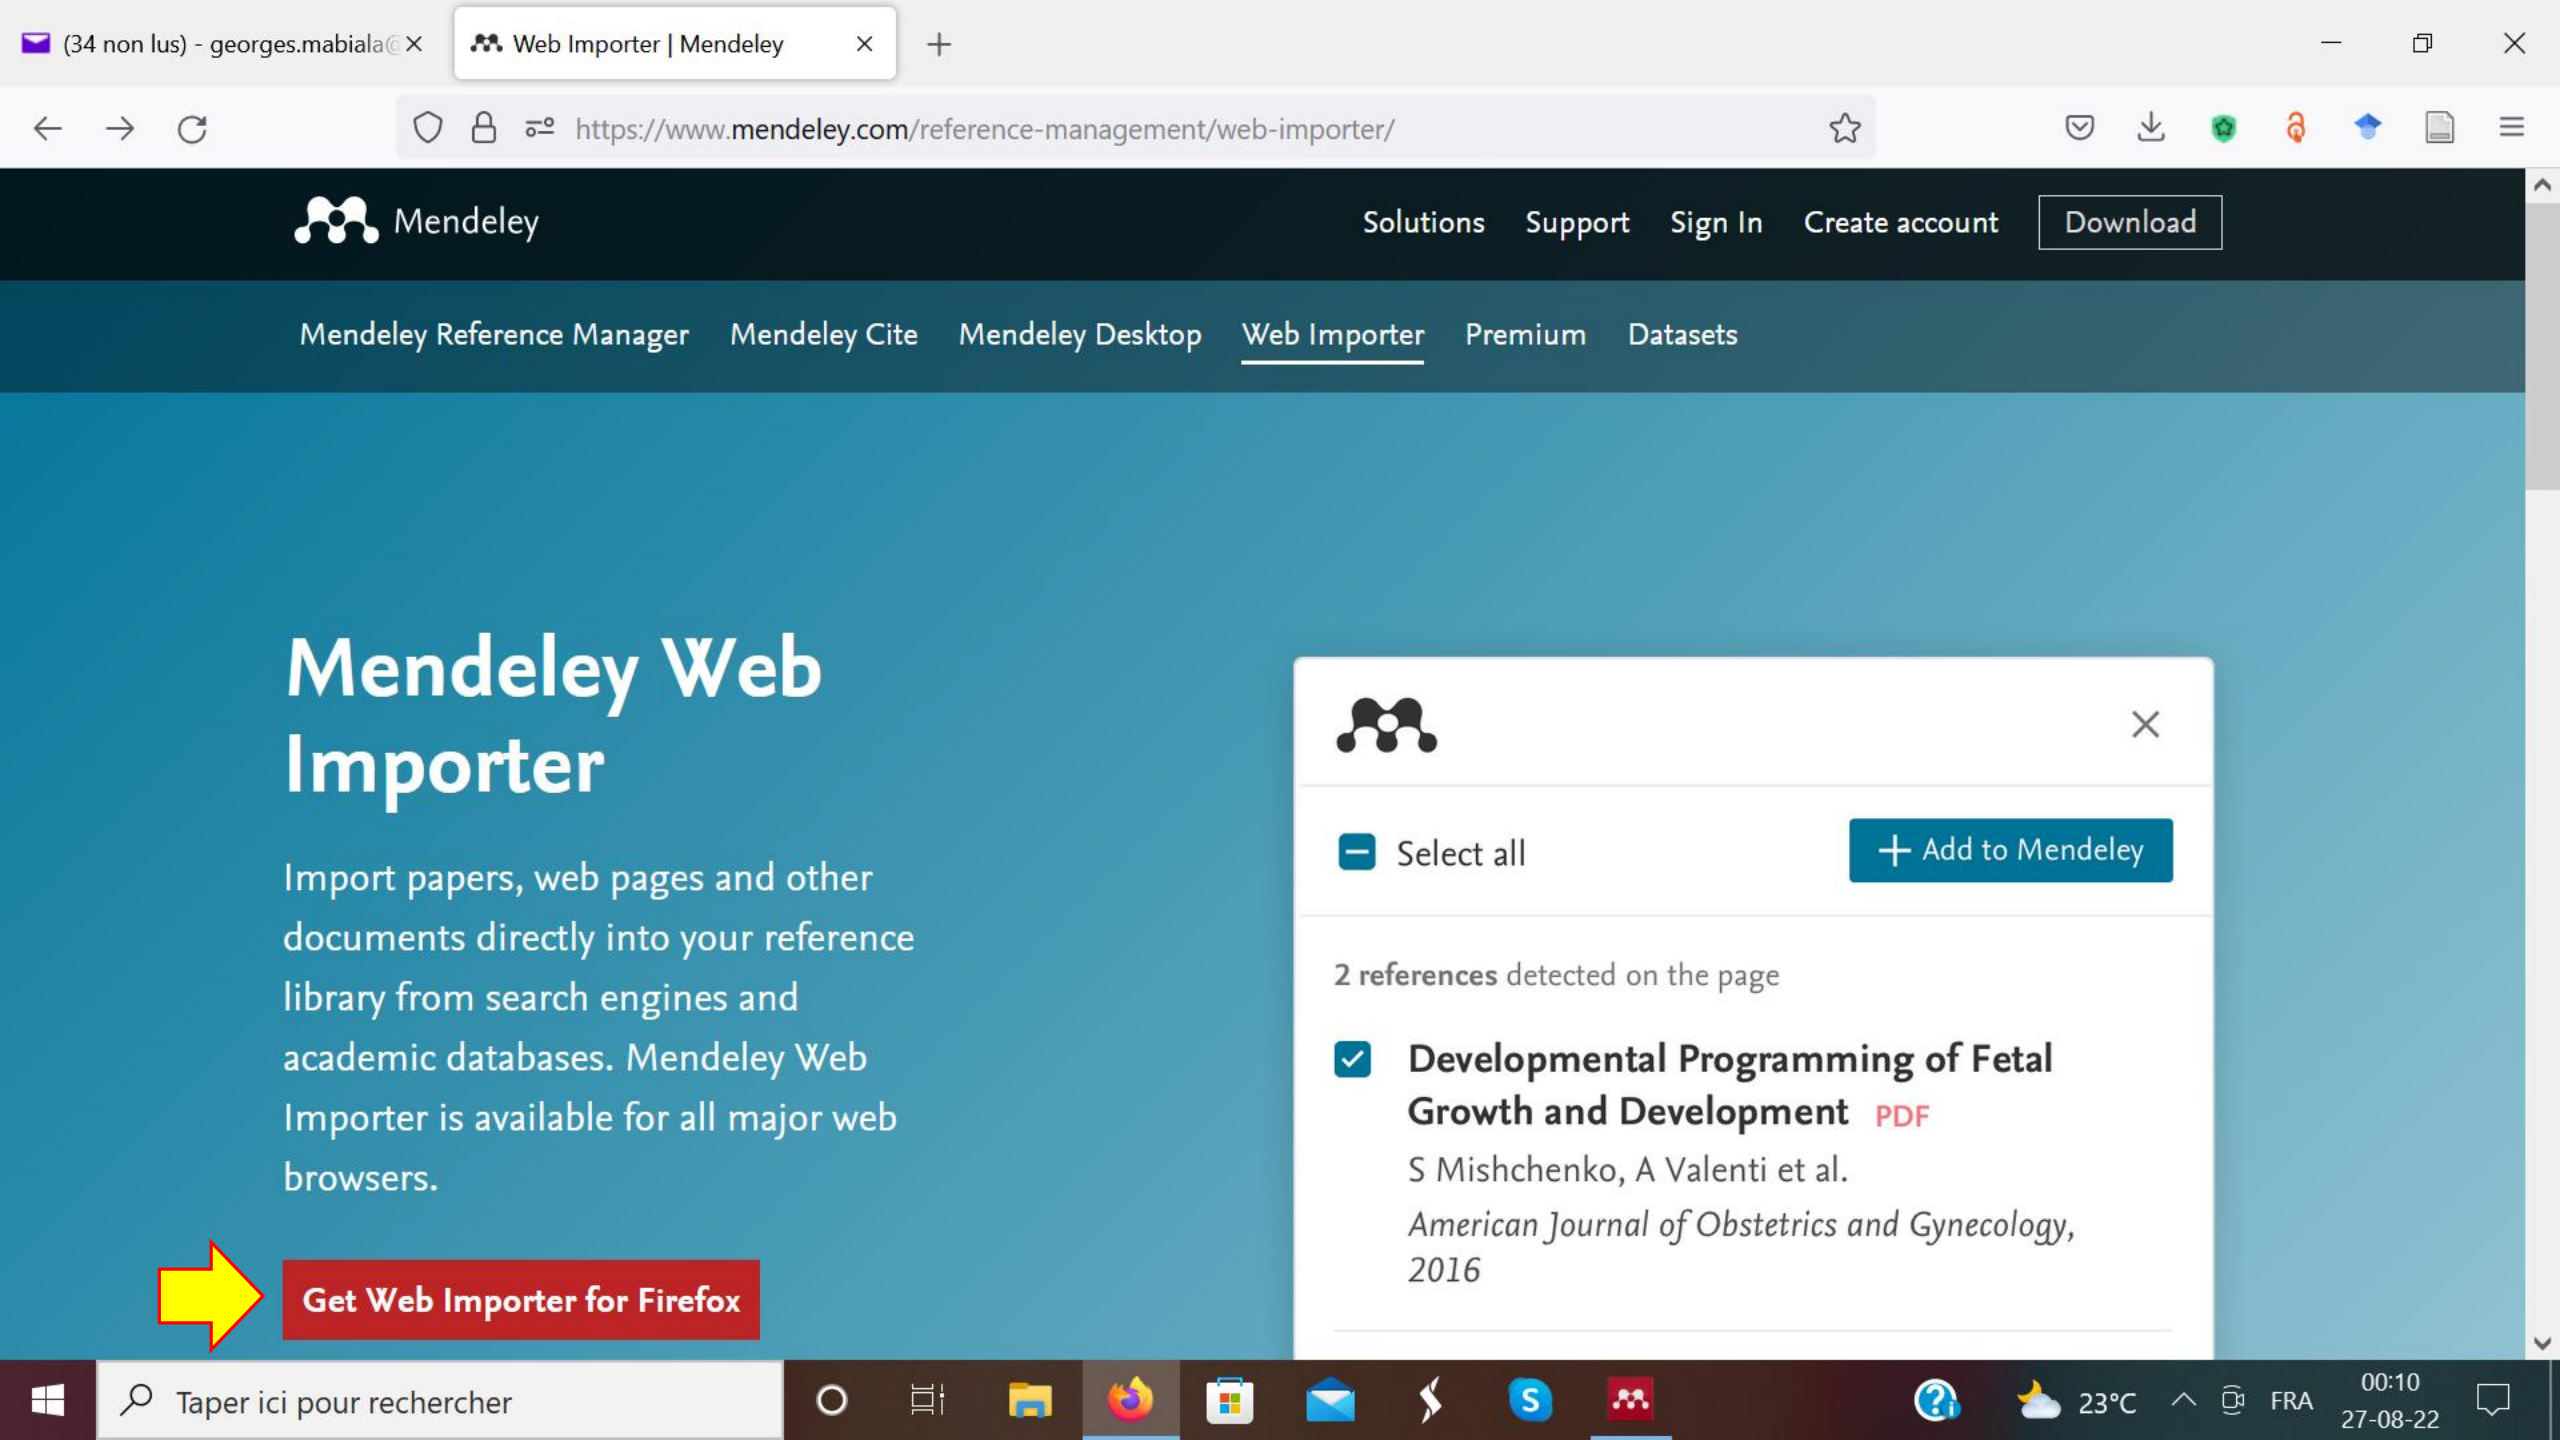 (34 non lus) - georges.mabiala@
Web Importer | Mendeley
https://www.mendeley.com/reference-management/web-importer/
Mendeley
Solutions Support Sign In Create account Download
Mendeley Reference Manager Mendeley Cite Mendeley Desktop Web Importer Premium Datasets
Mendeley Web
Importer
Import papers, web pages and other
documents directly into your reference
library from search engines and
academic databases. Mendeley Web
Importer is available for all major web
browsers.
Get Web Importer for Firefox
Select all
+ Add to Mendeley
2 references detected on the page
Developmental Programming of Fetal
Growth and Development PDF
S Mishchenko, A Valenti et al.
American Journal of Obstetrics and Gynecology,
2016
Taper ici pour rechercher
23°C
FRA
00:10
27-08-22